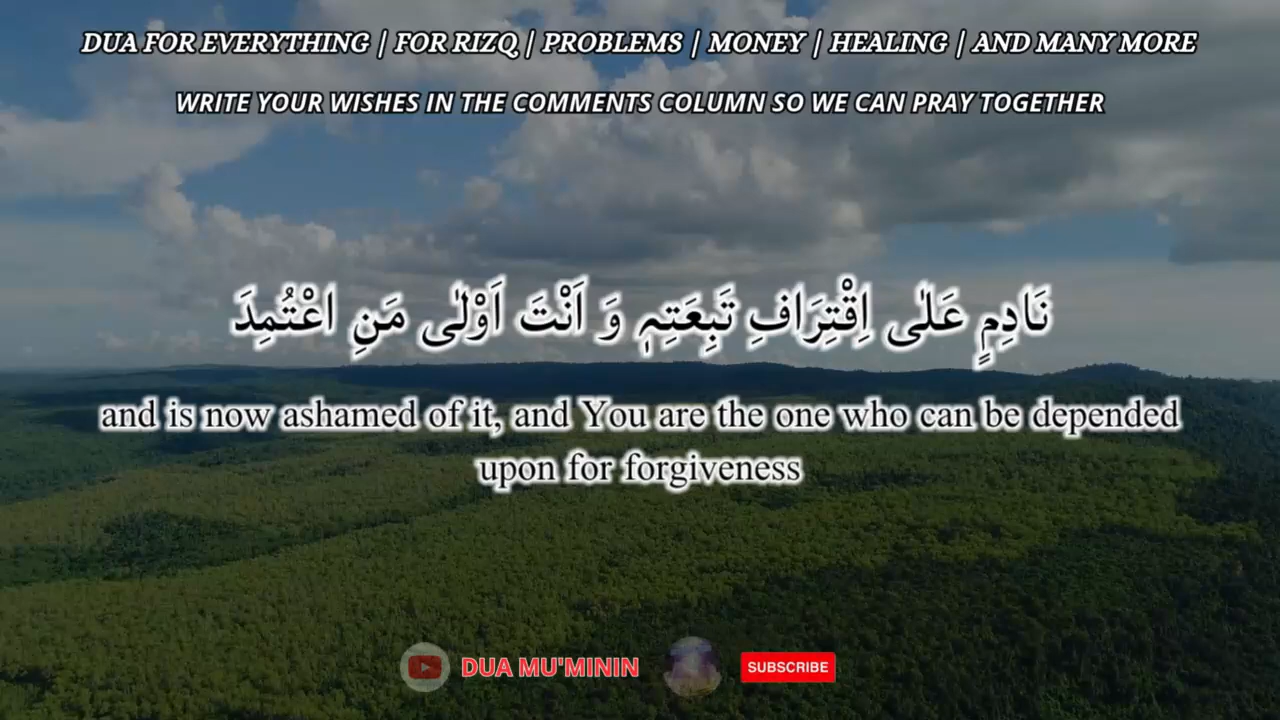 DUA FOR EVERYTHING | FOR RIZQ | PROBLEMS | MONEY | HEALING | AND MANY MORE
WRITE YOUR WISHES IN THE COMMENTS COLUMN SO WE CAN PRAY TOGETHER
نَادِمٍ عَلٰى اِقْتِرَافِ تَبِعَتِہٖ وَ اَنْتَ اَوْلٰى مَنِ اعْتُمِدَ
and is now ashamed of it, and You are the one who can be depended
upon for forgiveness
DUA MU'MININ
SUBSCRIBE